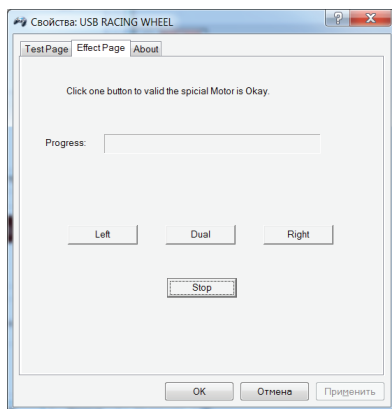 Свойства: USB RACING WHEEL
Test Page Effect Page About
Click one button to valid the spicial Motor is Okay.
Progress:
Left Dual Right
Stop
OK Отмена Применить